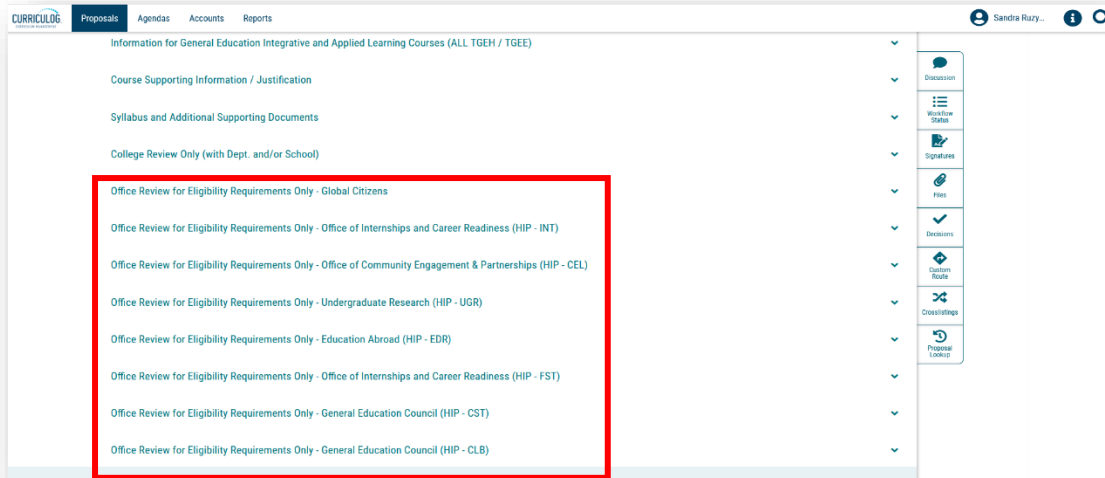 CURRICULOG
CURRICULUM MANAGEMENT
Proposals Agendas Accounts Reports
Sandra Ruzy...
Information for General Education Integrative and Applied Learning Courses (ALL TGEH / TGEE)
Course Supporting Information / Justification
Syllabus and Additional Supporting Documents
College Review Only (with Dept. and/or School)
Office Review for Eligibility Requirements Only - Global Citizens
Office Review for Eligibility Requirements Only - Office of Internships and Career Readiness (HIP - INT)
Office Review for Eligibility Requirements Only - Office of Community Engagement & Partnerships (HIP - CEL)
Office Review for Eligibility Requirements Only - Undergraduate Research (HIP - UGR)
Office Review for Eligibility Requirements Only - Education Abroad (HIP - EDR)
Office Review for Eligibility Requirements Only - Office of Internships and Career Readiness (HIP - FST)
Office Review for Eligibility Requirements Only - General Education Council (HIP - CST)
Office Review for Eligibility Requirements Only - General Education Council (HIP - CLB)
Discussion
Workflow
Status
Signatures
Files
Decisions
Custom
Route
Crosslistings
Proposal
Lookup